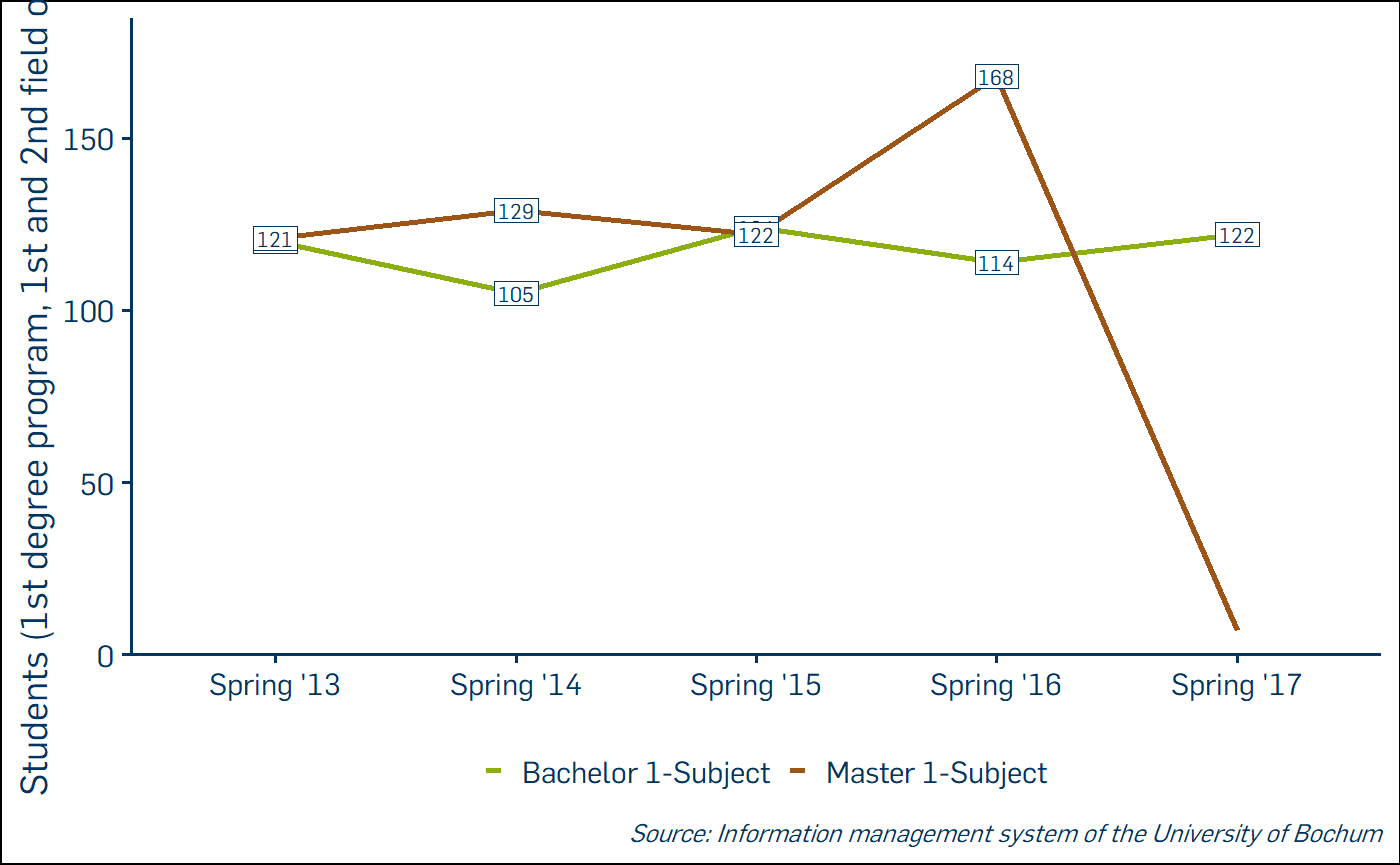 Students (1st degree program, 1st and 2nd field
150
100
50
0
168
129
121
122
122
114
105
Spring '13
Spring '14
Spring '15
Spring '16
Spring '17
Bachelor 1-Subject
Master 1-Subject
Source: Information management system of the University of Bochum